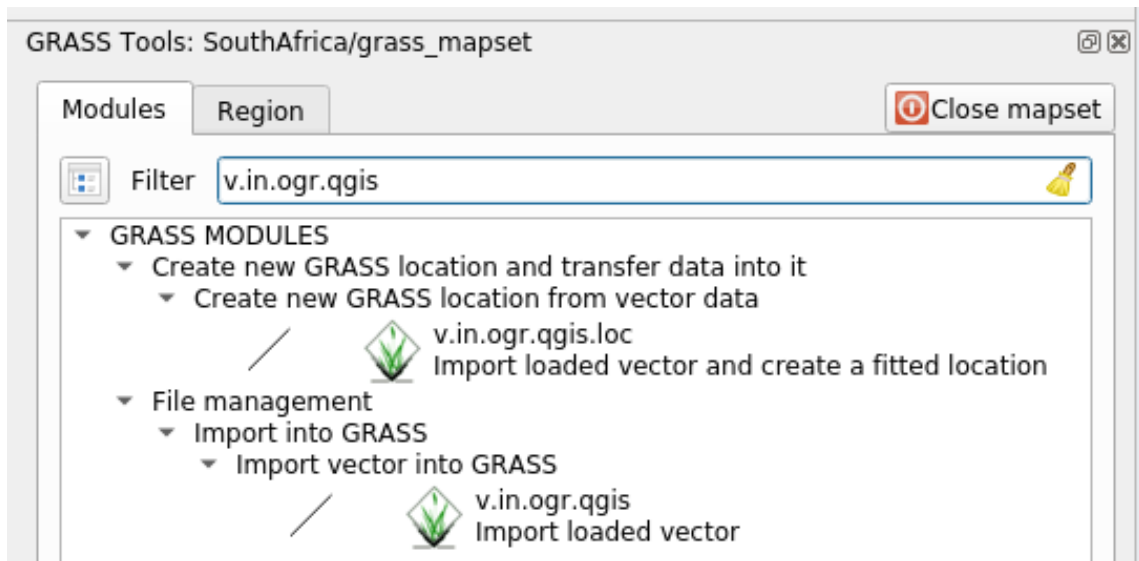 GRASS Tools: SouthAfrica/grass_mapset
Modules
Region
Close mapset
Filter
v.in.ogr.qgis
GRASS MODULES
Create new GRASS location and transfer data into it
Create new GRASS location from vector data
v.in.ogr.qgis.loc
Import loaded vector and create a fitted location
File management
Import into GRASS
Import vector into GRASS
v.in.ogr.qgis
Import loaded vector